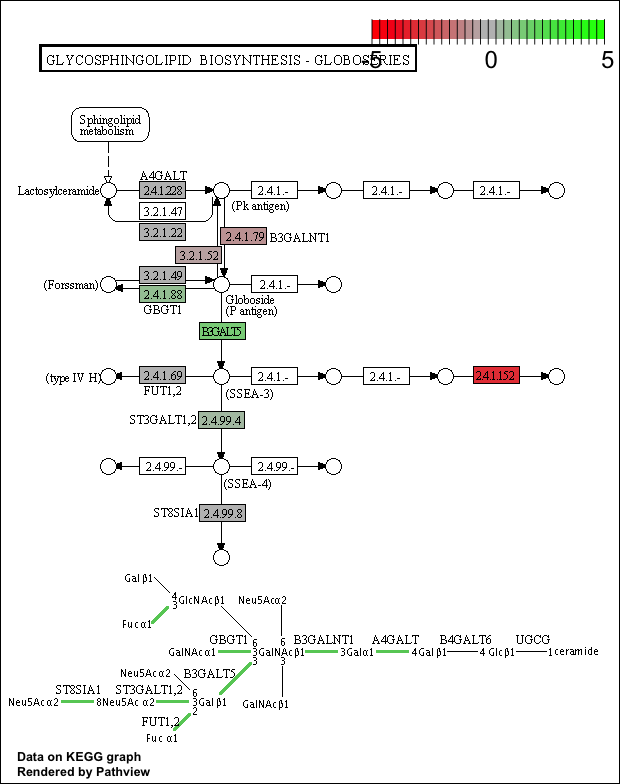 -5 0 5
GLYCOSPHINGOLIPID BIOSYNTHESIS - GLOBOSERIES
Sphingolipid
metabolism
A4GALT
Lactosylceramide 2.4.1.228 2.4.1.- 2.4.1.- 2.4.1.-
3.2.1.47 (Pk antigen)
3.2.1.22
2.4.1.79 B3GALNT1
3.2.1.52
3.2.1.49
(Forssman) 2.4.1.-
2.4.1.88
GBGT1 Globoside
(P antigen)
B3GALT5
(type IV H) 2.4.1.69 2.4.1.- 2.4.1.- 2.4.1.152
FUT1,2 (SSEA-3)
ST3GALT1,2 2.4.99.4
2.4.99.- 2.4.99.-
(SSEA-4)
ST8SIA1 2.4.99.8
Galβ1
4
3 GlcNAcβ1 Neu5Acα2
Fucα1
GBGT1 6 6 B3GALNT1 A4GALT B4GALT6 UGCG
GalNAcα1 3 GalNAcβ1 3Galα1 4Galβ1 4 Glcβ1 1ceramide
3 3
B3GALT5
Neu5Acα2
ST8SIA1 ST3GALT1,2 6 GalNAcβ1
Neu5Acα2 8Neu5Acα2 3Galβ1
2
FUT1,2
Fucα1
Data on KEGG graph
Rendered by Pathview